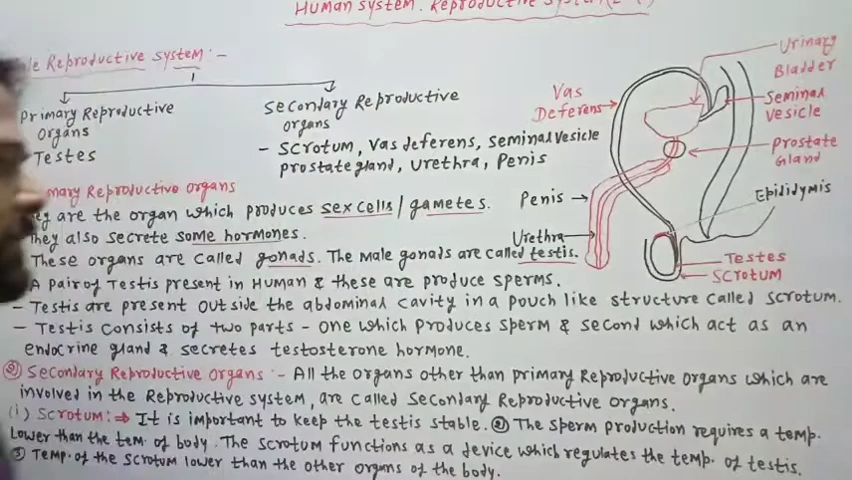 Human System. Reproductive System
Male Reproductive System :-
Primary Reproductive
Organs
Testes
Secondary Reproductive
organs
- Scrotum, Vas deferens, Seminal Vesicle
Prostate gland, Urethra, Penis
Primary Reproductive organs
They are the organ which produces sex cells / gametes.
They also secrete some hormones.
These organs are called gonads. The Male gonads are called testis.
A pair of Testis present in Human & these are produce sperms.
- Testis are present outside the abdominal cavity in a pouch like structure called scrotum.
- Testis consists of two parts - one which produces sperm & second which act as an
endocrine gland & secretes testosterone hormone.
② Secondary Reproductive Organs :- All the organs other than primary Reproductive organs which are
involved in the Reproductive system, are called Secondary Reproductive organs.
(i) Scrotum:⇒ It is important to keep the testis stable. ② The sperm production requires a temp.
Lower than the tem. of body. The scrotum functions as a device which regulates the temp. of testis.
③ Temp. of the scrotum lower than the other organs of the body.
Vas
Deferens
Urinary
Bladder
Seminal
Vesicle
Prostate
Gland
Penis
Epididymis
Urethra
Testes
Scrotum